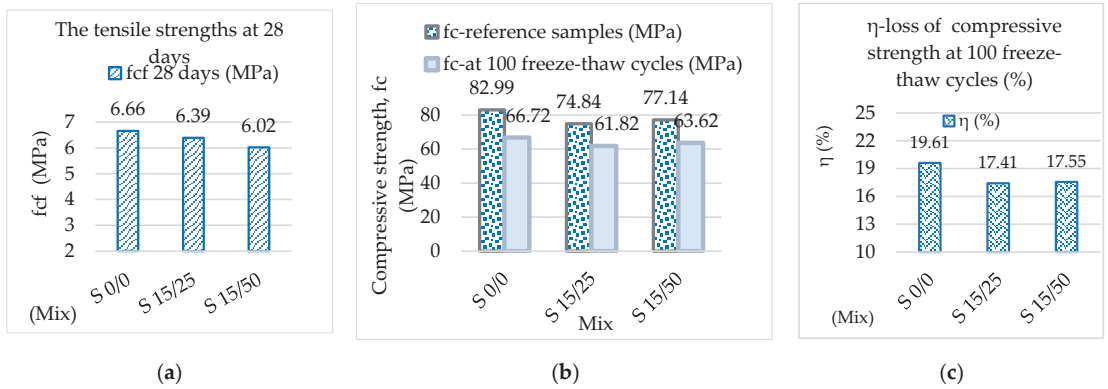 The tensile strengths at 28
days
fcf 28 days (MPa)
6.66
6.39
6.02
7
6
5
4
3
2
fcf (MPa)
S 0/0
S 15/25
S 15/50
(Mix)
(a)
fc-reference samples (MPa)
fc-at 100 freeze-thaw cycles (MPa)
82.99
66.72
74.84
61.82
77.14
63.62
80
60
40
20
0
Compressive strength, fc
(MPa)
S 0/0
S 15/25
S 15/50
Mix
(b)
η-loss of compressive
strength at 100 freeze-
thaw cycles (%)
η (%)
19.61
17.41
17.55
25
22
19
16
13
10
η (%)
S 0/0
S 15/25
S 15/50
(Mix)
(c)